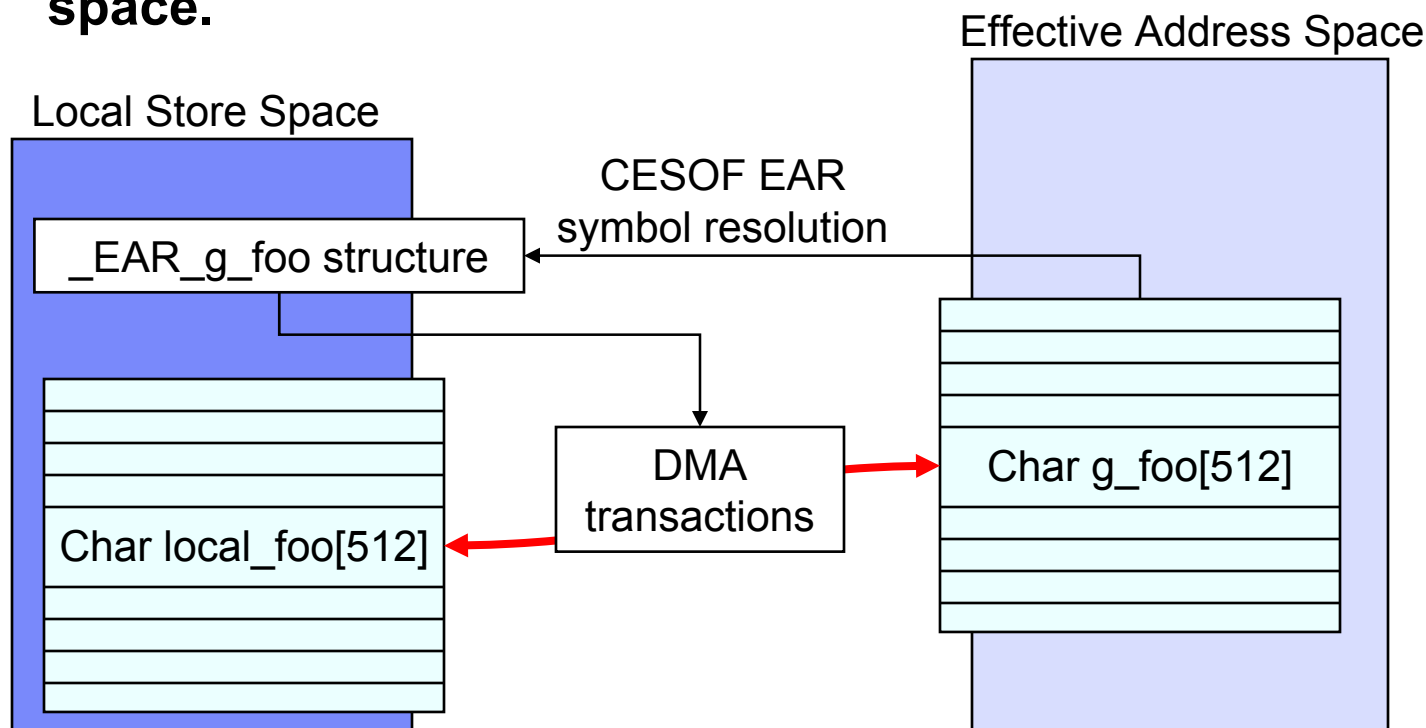 space.
Effective Address Space
Local Store Space
CESOF EAR
symbol resolution
_EAR_g_foo structure
DMA
transactions
Char g_foo[512]
Char local_foo[512]